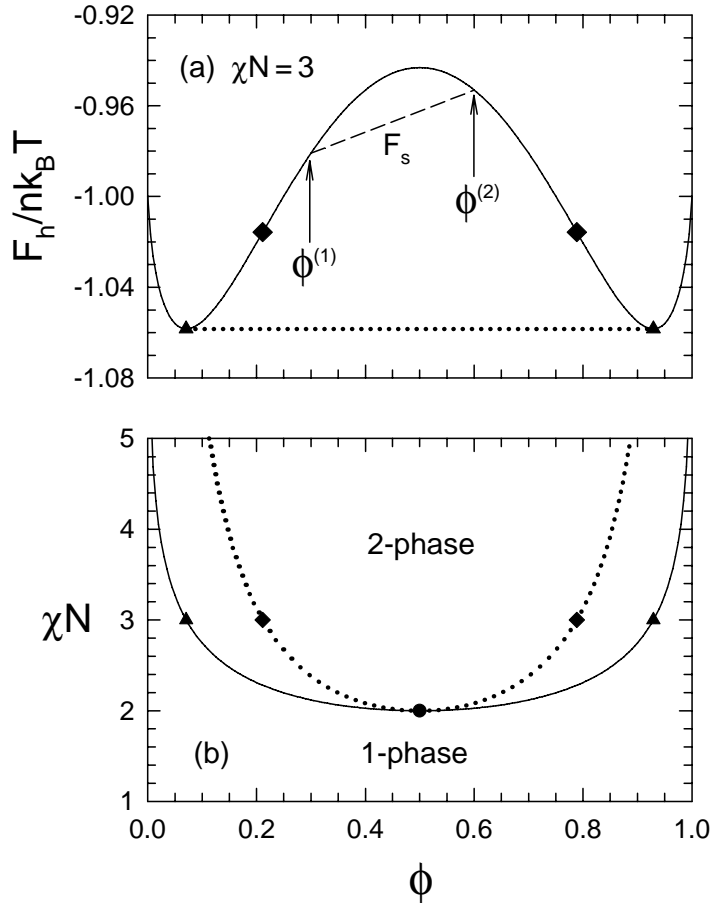 -0.92
(a) χN = 3
-0.96
F_s
-1.00
F_h/nk_BT
ϕ^(1)
ϕ^(2)
-1.04
-1.08
5
4
2-phase
χN
3
2
(b)
1-phase
1
0.0 0.2 0.4 0.6 0.8 1.0
ϕ